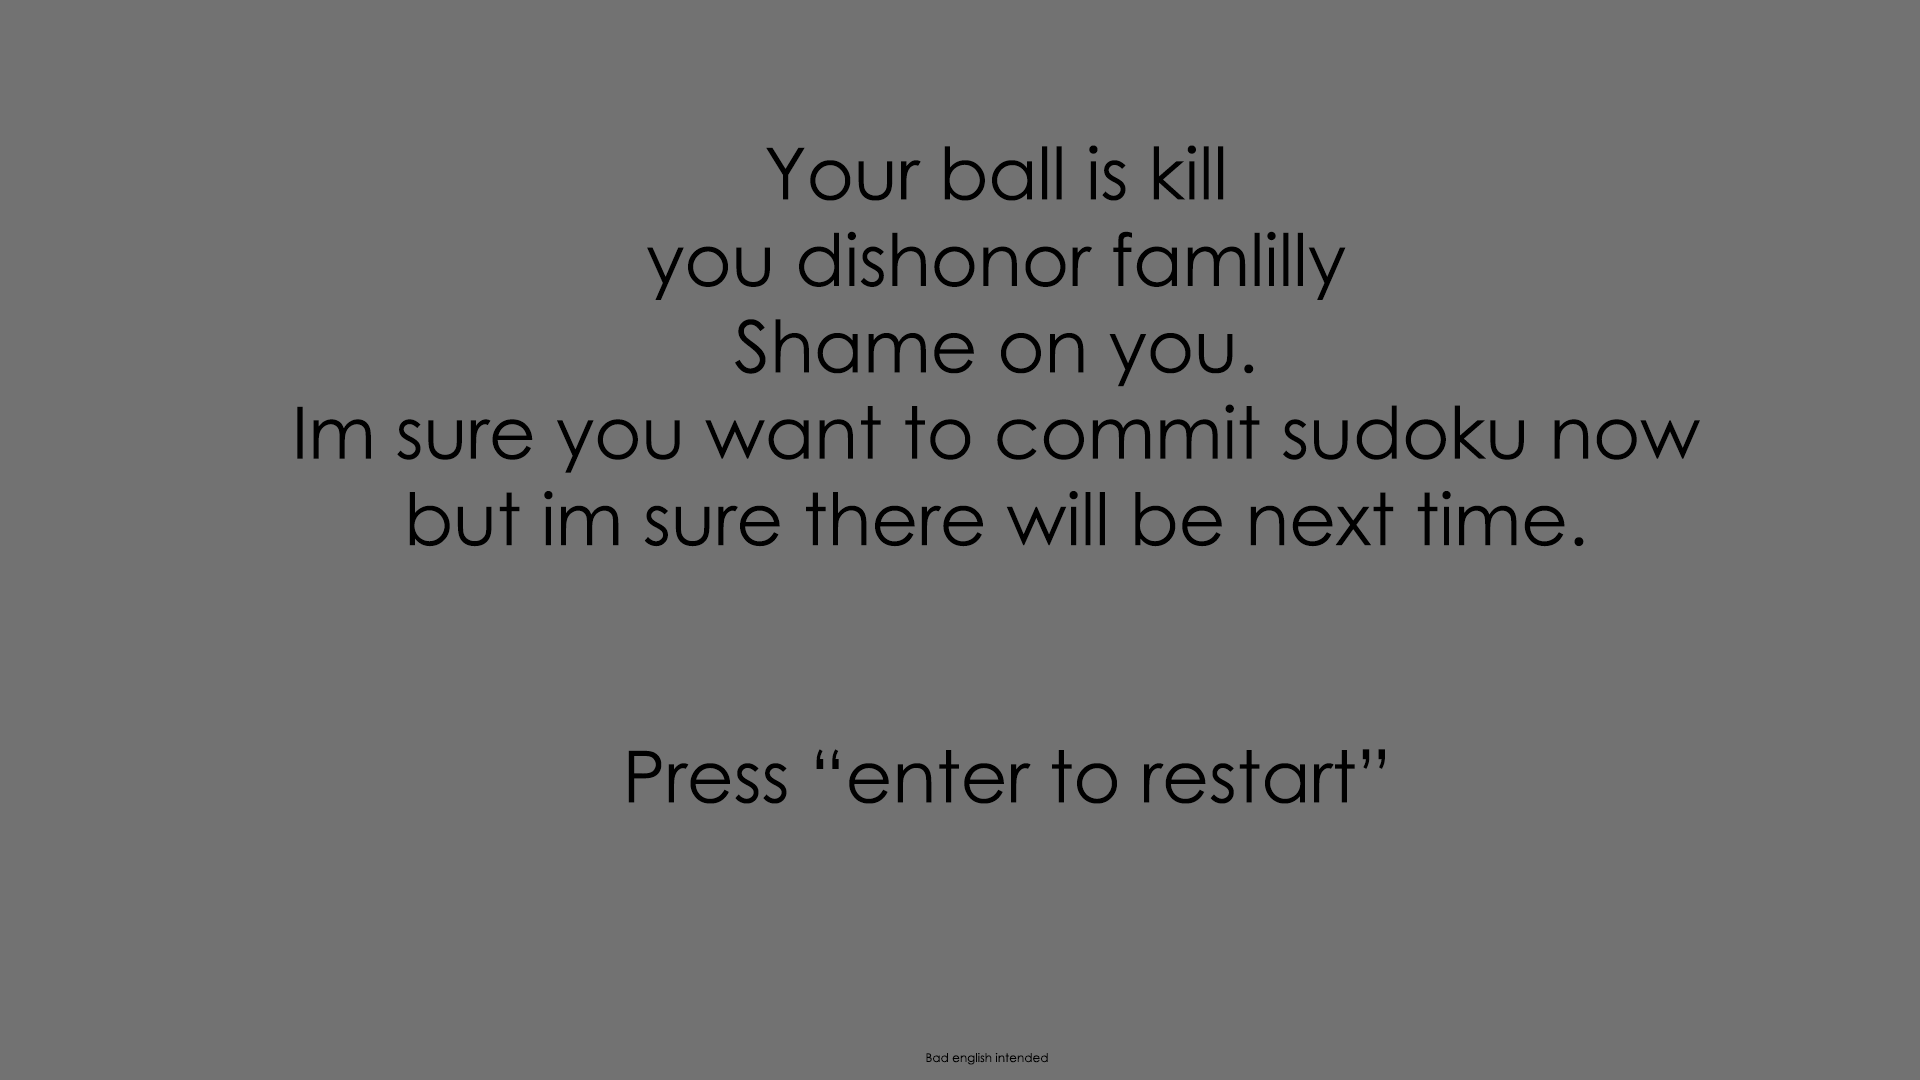 Your ball is kill
you dishonor famlilly
Shame on you.
Im sure you want to commit sudoku now
but im sure there will be next time.
Press “enter to restart”
Bad english intended